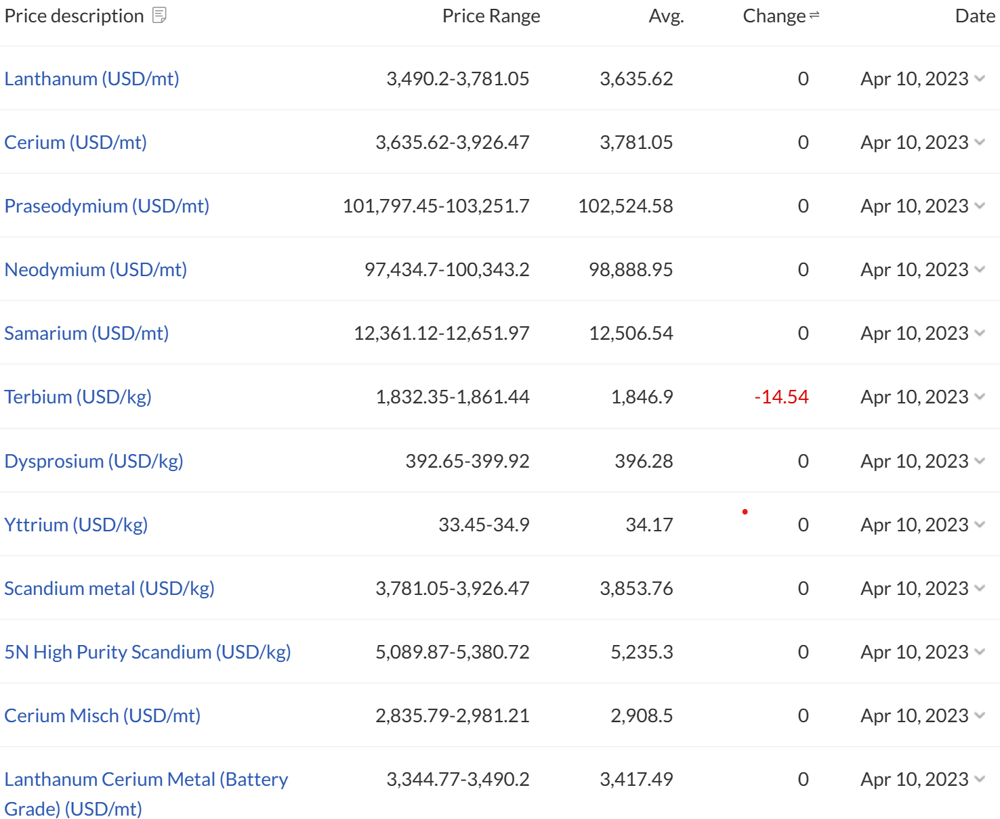 Price description Price Range Avg. Change Date
Lanthanum (USD/mt) 3,490.2-3,781.05 3,635.62 0 Apr 10, 2023
Cerium (USD/mt) 3,635.62-3,926.47 3,781.05 0 Apr 10, 2023
Praseodymium (USD/mt) 101,797.45-103,251.7 102,524.58 0 Apr 10, 2023
Neodymium (USD/mt) 97,434.7-100,343.2 98,888.95 0 Apr 10, 2023
Samarium (USD/mt) 12,361.12-12,651.97 12,506.54 0 Apr 10, 2023
Terbium (USD/kg) 1,832.35-1,861.44 1,846.9 -14.54 Apr 10, 2023
Dysprosium (USD/kg) 392.65-399.92 396.28 0 Apr 10, 2023
Yttrium (USD/kg) 33.45-34.9 34.17 0 Apr 10, 2023
Scandium metal (USD/kg) 3,781.05-3,926.47 3,853.76 0 Apr 10, 2023
5N High Purity Scandium (USD/kg) 5,089.87-5,380.72 5,235.3 0 Apr 10, 2023
Cerium Misch (USD/mt) 2,835.79-2,981.21 2,908.5 0 Apr 10, 2023
Lanthanum Cerium Metal (Battery 3,344.77-3,490.2 3,417.49 0 Apr 10, 2023
Grade) (USD/mt)